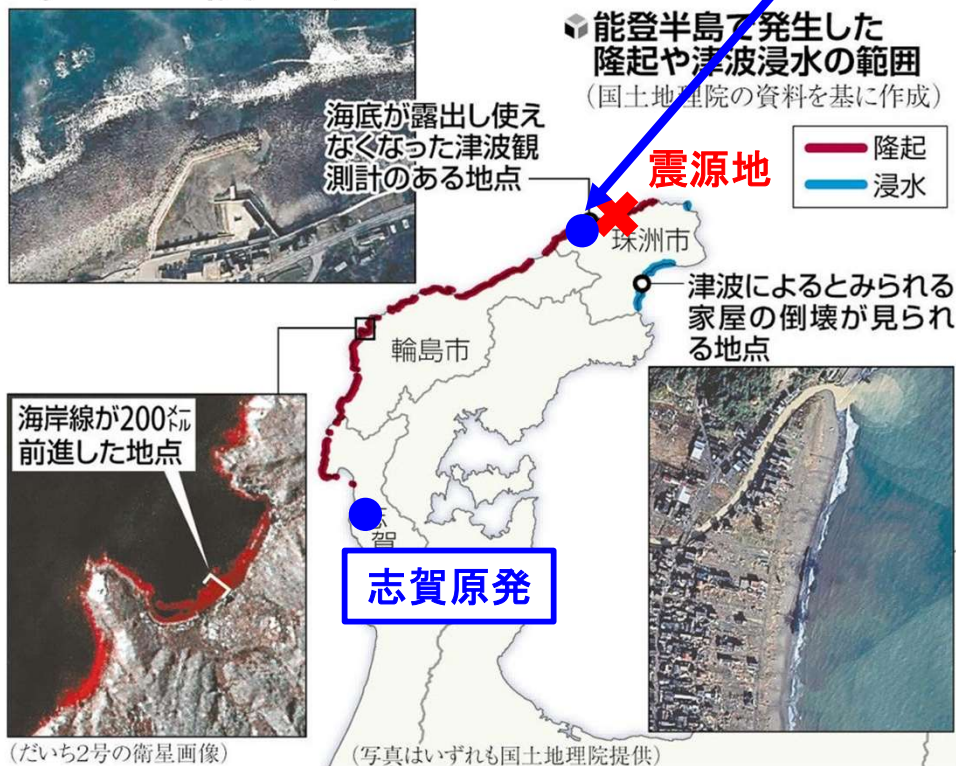 能登半島で発生した
隆起や津波浸水の範囲
(国土地理院の資料を基に作成)
隆起
浸水
海底が露出し使え
なくなった津波観
測計のある地点
震源地
珠洲市
津波によるとみられる
家屋の倒壊が見られ
る地点
輪島市
海岸線が200メートル
前進した地点
賀
志賀原発
(だいち2号の衛星画像)
(写真はいずれも国土地理院提供)